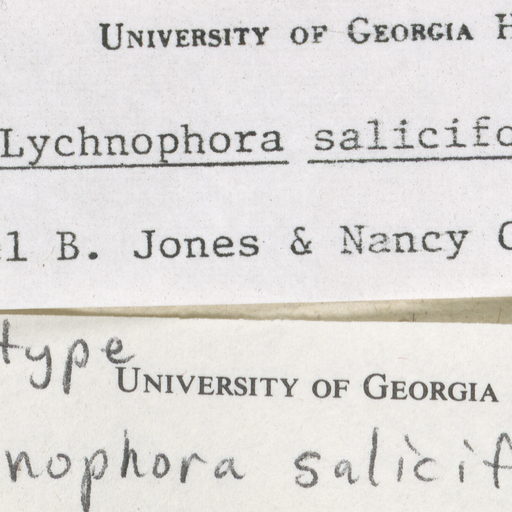 UNIVERSITY OF GEORGIA H
Lychnophora salicifo
l B. Jones & Nancy C
type
UNIVERSITY OF GEORGIA
nophora salicif